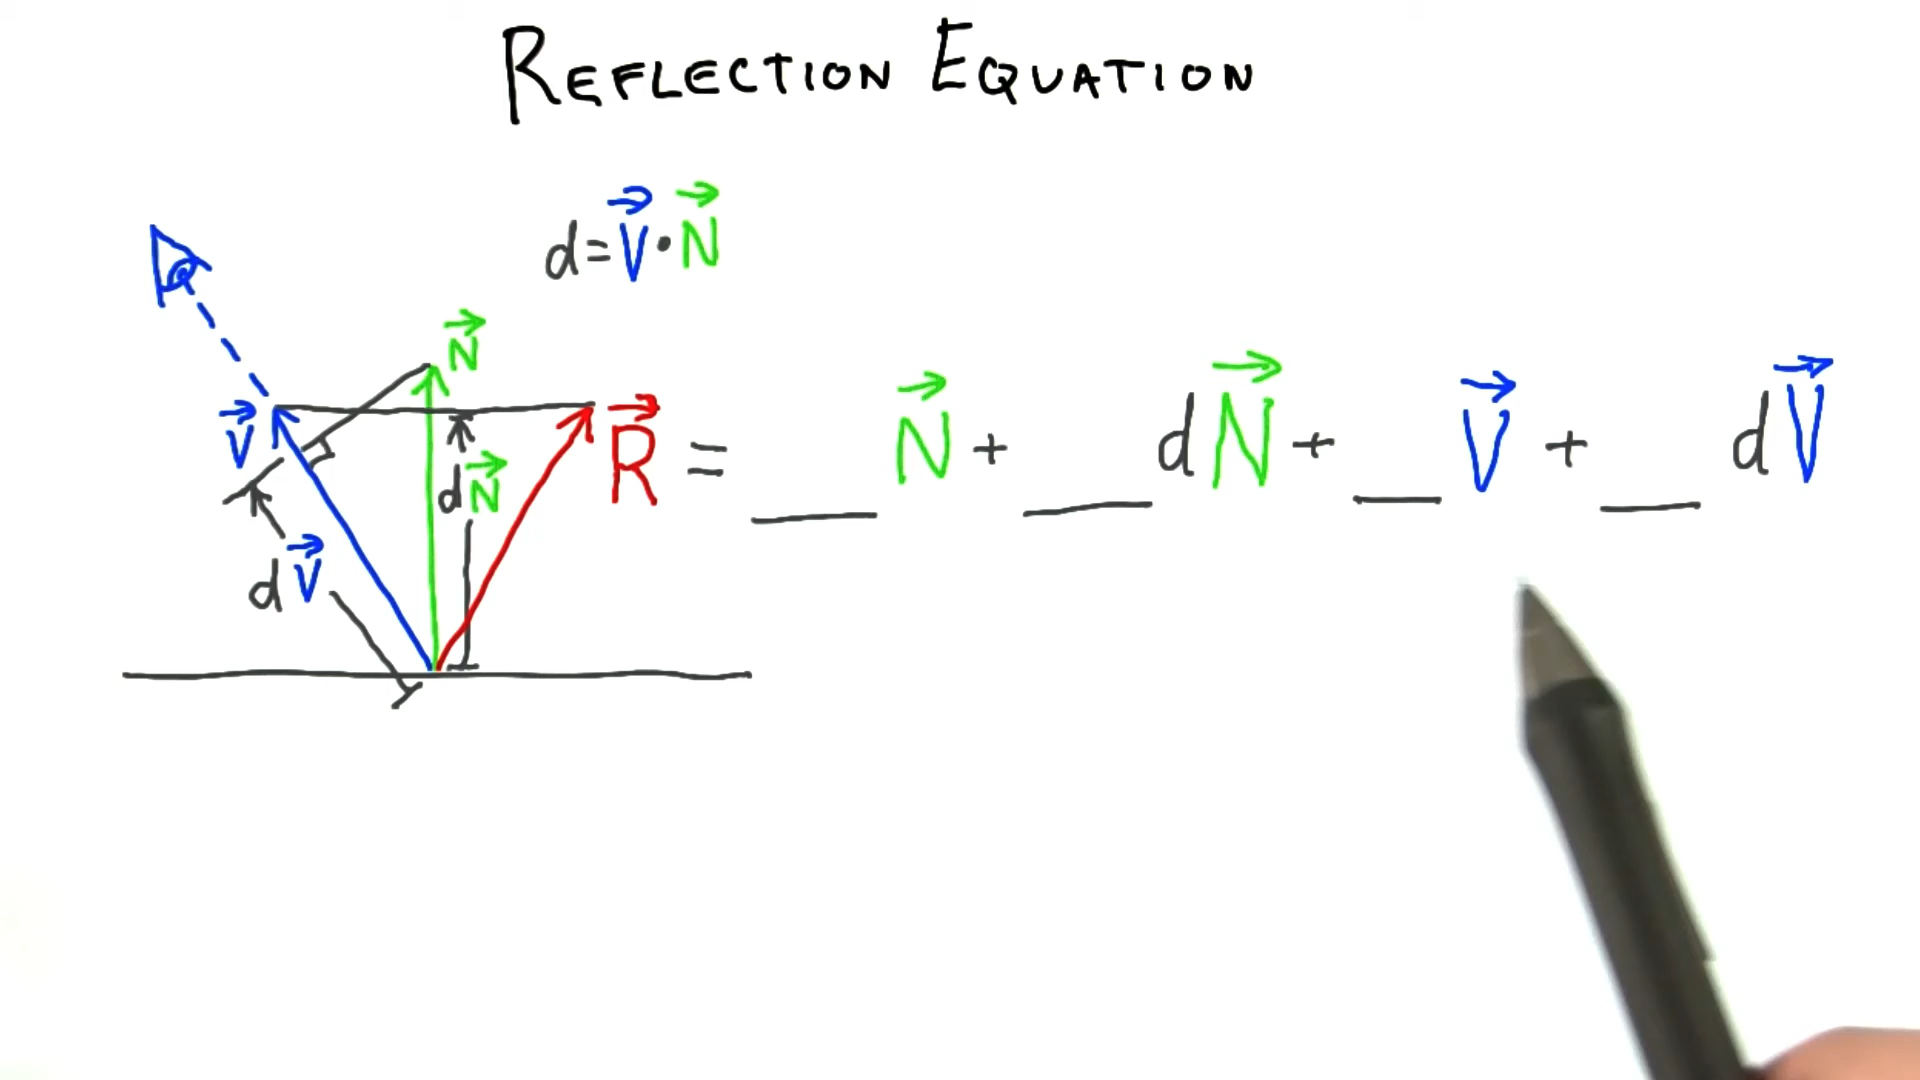 REFLECTION EQUATION
d=V⃗·N⃗
N⃗
V⃗
dN⃗
dV⃗
R⃗ = ___ N⃗ + ___ dN⃗ + ___ V⃗ + ___ dV⃗